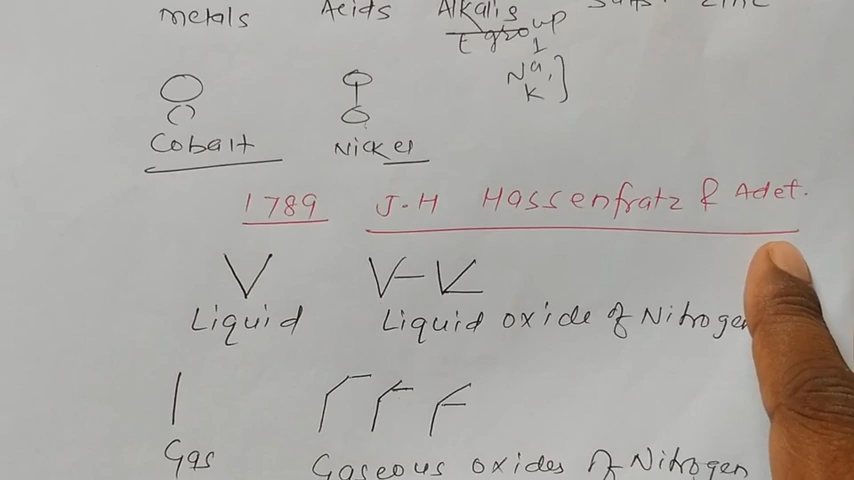 Metals Acids Alkalis Zinc
I group
1
Na,
K
Cobalt Nickel
1789 J-H Hassenfratz & Adet.
Liquid Liquid oxide of Nitrogen
Gas Gaseous oxides of Nitrogen